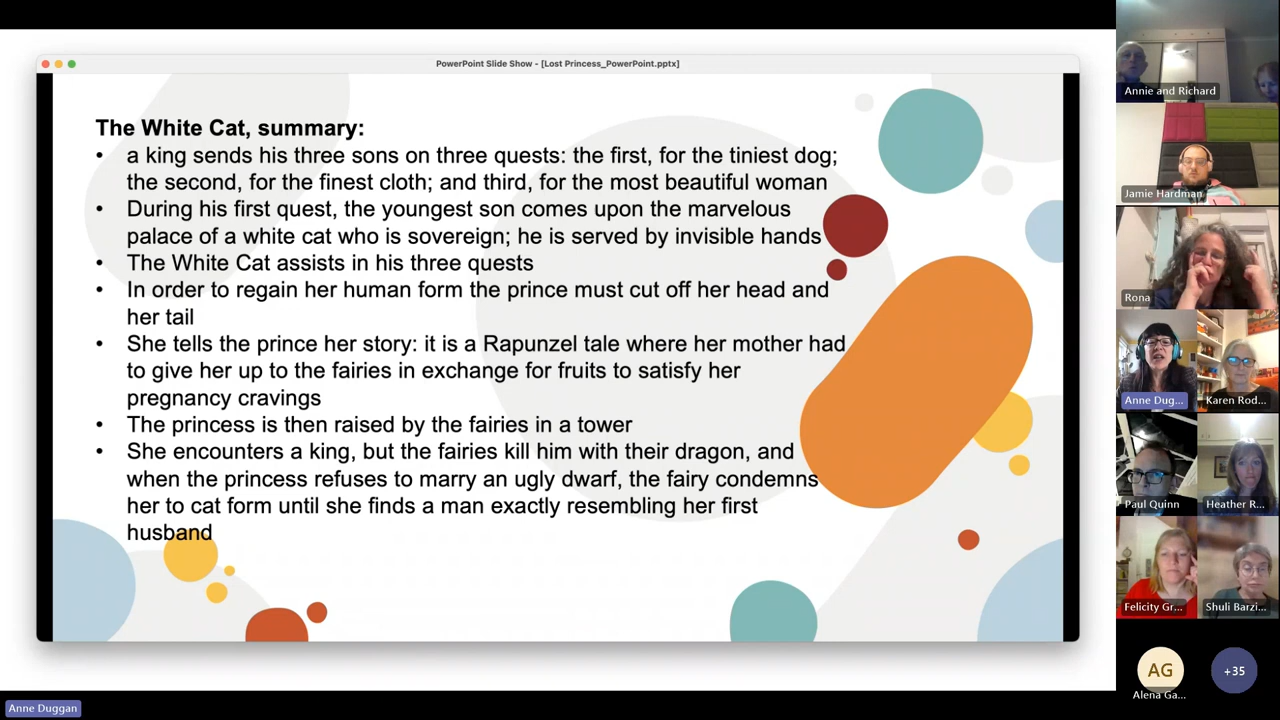 PowerPoint Slide Show - [Lost Princess_PowerPoint.pptx]
The White Cat, summary:
• a king sends his three sons on three quests: the first, for the tiniest dog;
the second, for the finest cloth; and third, for the most beautiful woman
• During his first quest, the youngest son comes upon the marvelous
palace of a white cat who is sovereign; he is served by invisible hands
• The White Cat assists in his three quests
• In order to regain her human form the prince must cut off her head and
her tail
• She tells the prince her story: it is a Rapunzel tale where her mother had
to give her up to the fairies in exchange for fruits to satisfy her
pregnancy cravings
• The princess is then raised by the fairies in a tower
• She encounters a king, but the fairies kill him with their dragon, and
when the princess refuses to marry an ugly dwarf, the fairy condemns
her to cat form until she finds a man exactly resembling her first
husband
Anne Duggan
Annie and Richard
Jamie Hardman
Rona
Anne Dug...
Karen Rod...
Paul Quinn
Heather R...
Felicity Gr...
Shuli Barzi...
AG
Alena Ga...
+35